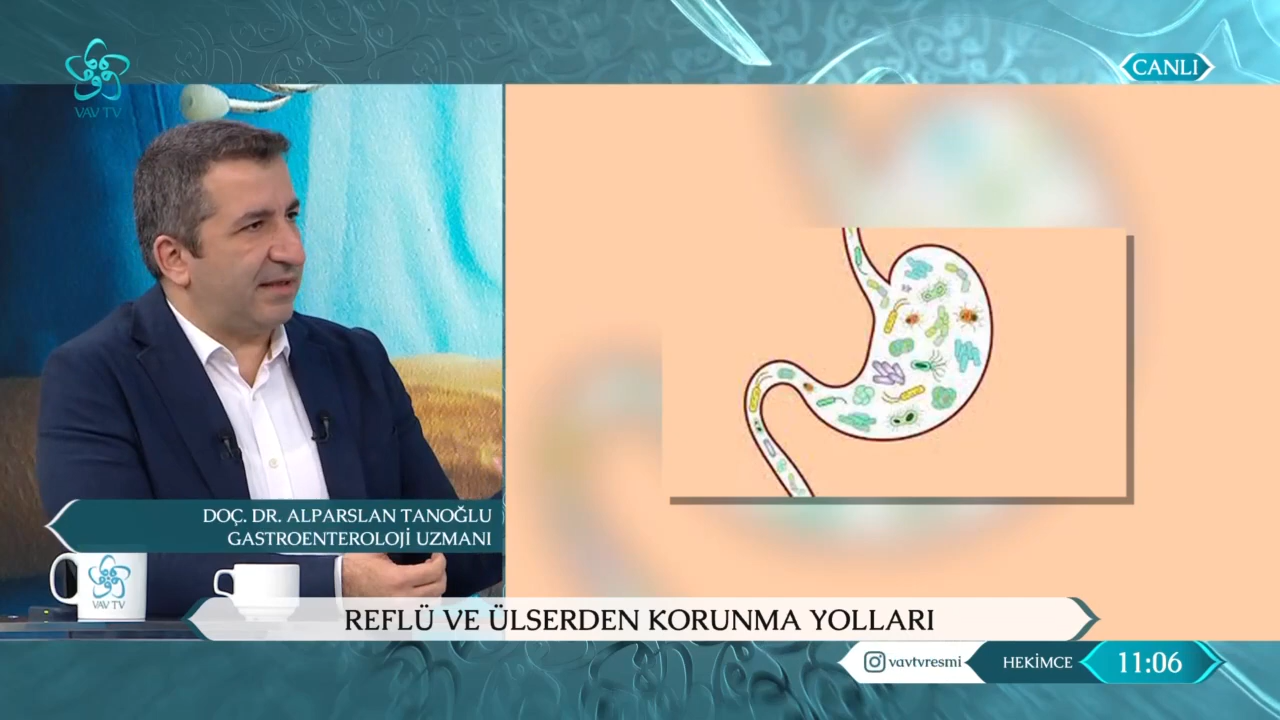 VAV TV
CANLI
DOÇ. DR. ALPARSLAN TANOĞLU
GASTROENTEROLOJİ UZMANI
VAV TV
REFLÜ VE ÜLSERDEN KORUNMA YOLLARI
vavtvresmi
HEKİMCE
11:06